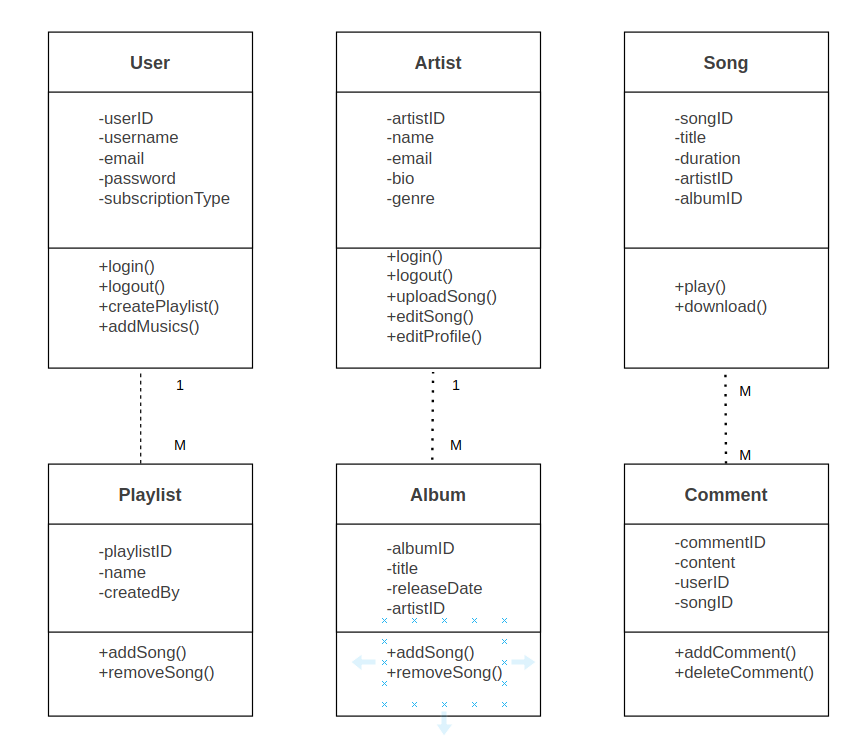 User
-userID
-username
-email
-password
-subscriptionType
+login()
+logout()
+createPlaylist()
+addMusics()
Artist
-artistID
-name
-email
-bio
-genre
+login()
+logout()
+uploadSong()
+editSong()
+editProfile()
Song
-songID
-title
-duration
-artistID
-albumID
+play()
+download()
1
M
1
M
M
M
Playlist
-playlistID
-name
-createdBy
+addSong()
+removeSong()
Album
-albumID
-title
-releaseDate
-artistID
+addSong()
+removeSong()
Comment
-commentID
-content
-userID
-songID
+addComment()
+deleteComment()